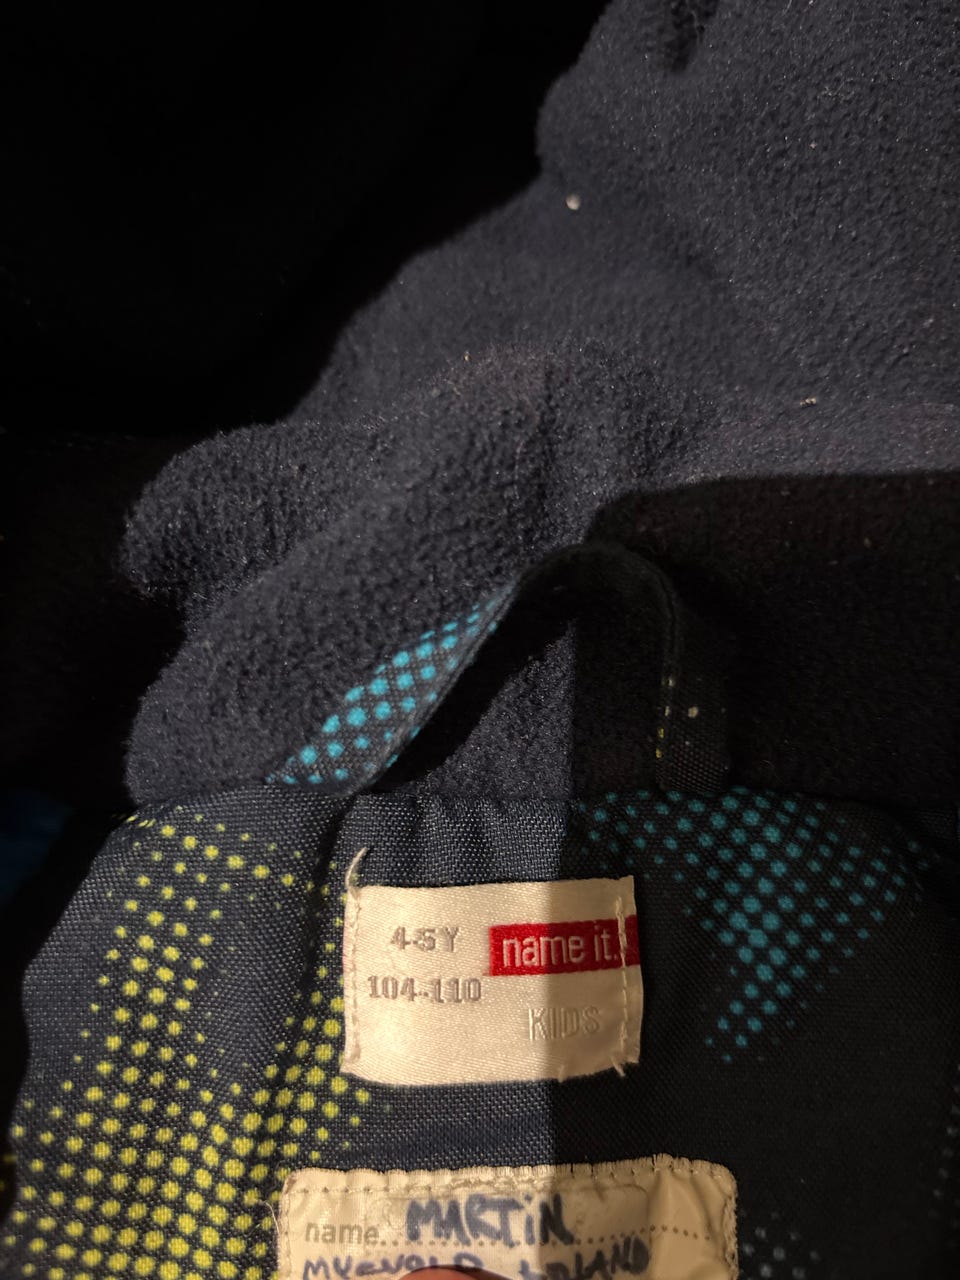 4-5Y
name it.
104-110
KIDS
name MARTIN